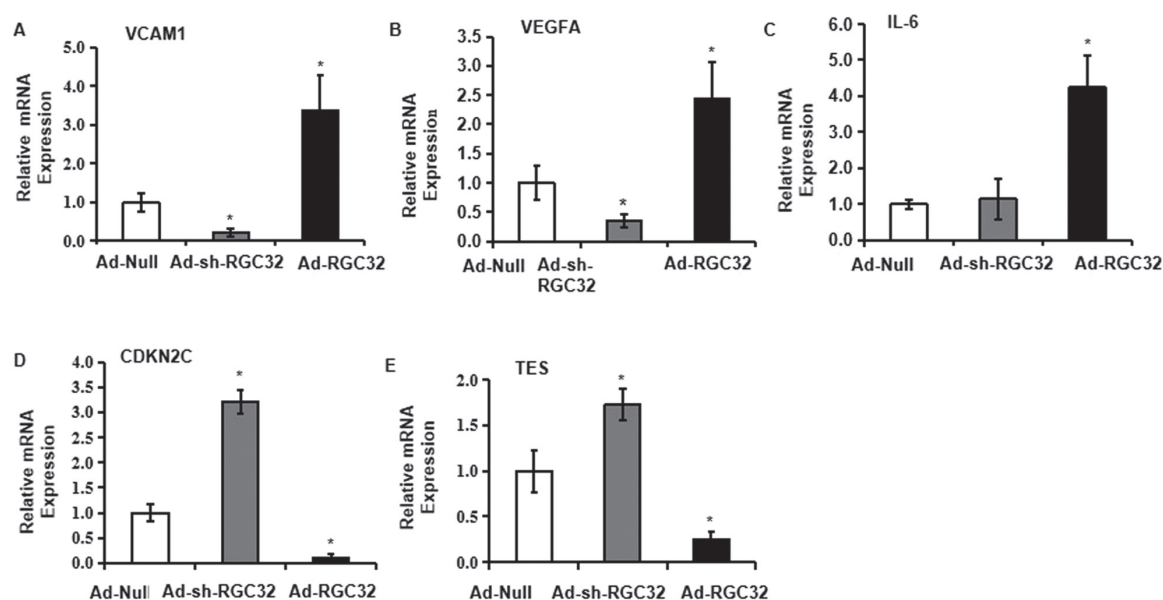 A
VCAM1
Relative mRNA
Expression
5.0
4.0
3.0
2.0
1.0
0.0
*
*
Ad-Null Ad-sh-RGC32 Ad-RGC32
B
VEGFA
Relative mRNA
Expression
3.5
3.0
2.5
2.0
1.5
1.0
0.5
0.0
*
*
Ad-Null Ad-sh- Ad-RGC32
RGC32
C
IL-6
Relative mRNA
Expression
6.0
5.0
4.0
3.0
2.0
1.0
0.0
*
Ad-Null Ad-sh-RGC32 Ad-RGC32
D
CDKN2C
Relative mRNA
Expression
4.0
3.5
3.0
2.5
2.0
1.5
1.0
0.5
0.0
*
*
Ad-Null Ad-sh-RGC32 Ad-RGC32
E
TES
Relative mRNA
Expression
2.0
1.5
1.0
0.5
0.0
*
*
Ad-Null Ad-sh-RGC32 Ad-RGC32